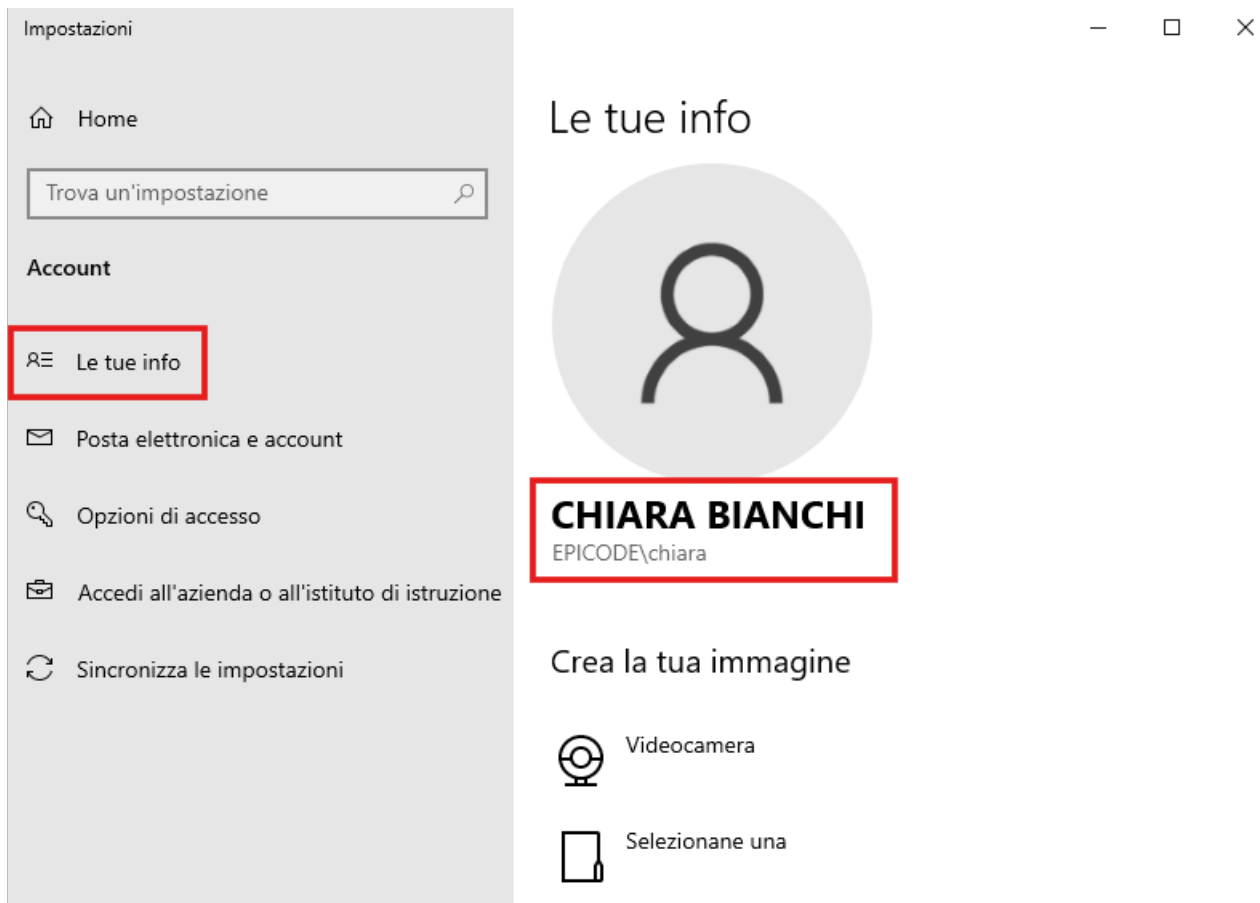 Impostazioni
Home
Trova un'impostazione
Account
Le tue info
Posta elettronica e account
Opzioni di accesso
Accedi all'azienda o all'istituto di istruzione
Sincronizza le impostazioni
Le tue info
CHIARA BIANCHI
EPICODE\chiara
Crea la tua immagine
Videocamera
Selezionane una